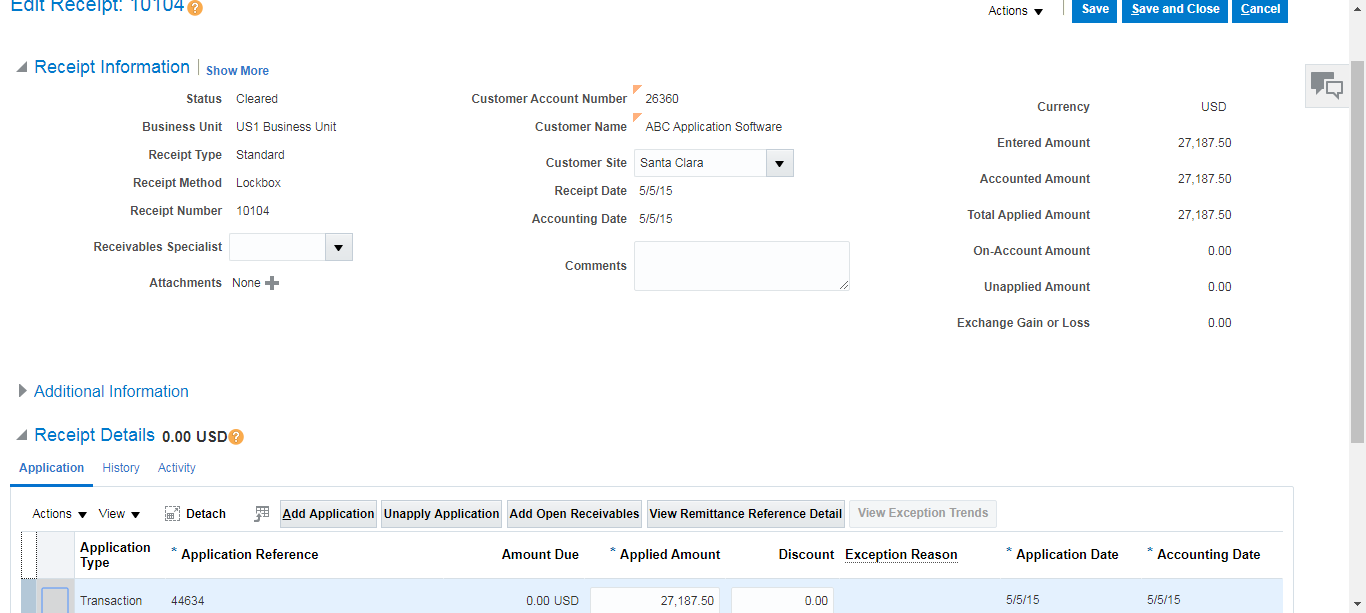 Edit Receipt: 10104 ?
Actions Save Save and Close Cancel
Receipt Information Show More
Status Cleared
Business Unit US1 Business Unit
Receipt Type Standard
Receipt Method Lockbox
Receipt Number 10104
Receivables Specialist
Attachments None
Customer Account Number 26360
Customer Name ABC Application Software
Customer Site Santa Clara
Receipt Date 5/5/15
Accounting Date 5/5/15
Comments
Currency USD
Entered Amount 27,187.50
Accounted Amount 27,187.50
Total Applied Amount 27,187.50
On-Account Amount 0.00
Unapplied Amount 0.00
Exchange Gain or Loss 0.00
Additional Information
Receipt Details 0.00 USD ?
Application History Activity
Actions View Detach Add Application Unapply Application Add Open Receivables View Remittance Reference Detail View Exception Trends
Application Type * Application Reference Amount Due * Applied Amount Discount Exception Reason * Application Date * Accounting Date
Transaction 44634 0.00 USD 27,187.50 0.00 5/5/15 5/5/15